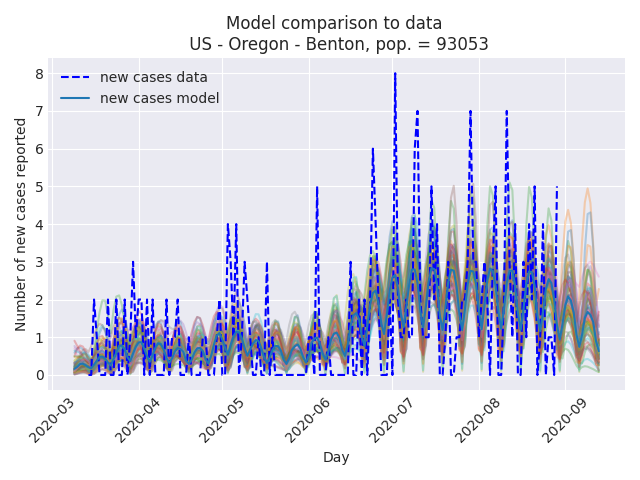 Model comparison to data
US - Oregon - Benton, pop. = 93053
new cases data
new cases model
Number of new cases reported
8
7
6
5
4
3
2
1
0
2020-03
2020-04
2020-05
2020-06
2020-07
2020-08
2020-09
Day